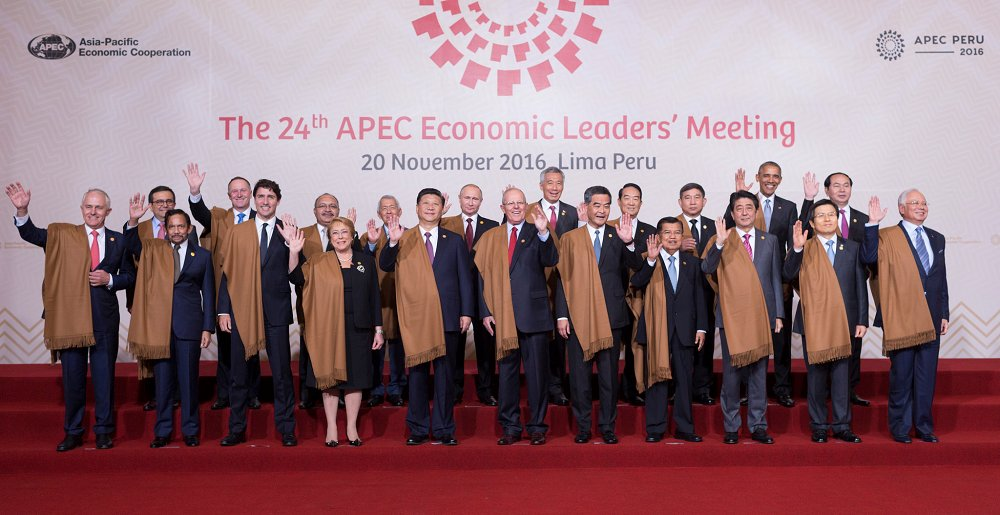 APEC
Asia-Pacific
Economic Cooperation
APEC PERU
2016
The 24th APEC Economic Leaders' Meeting
20 November 2016, Lima Peru